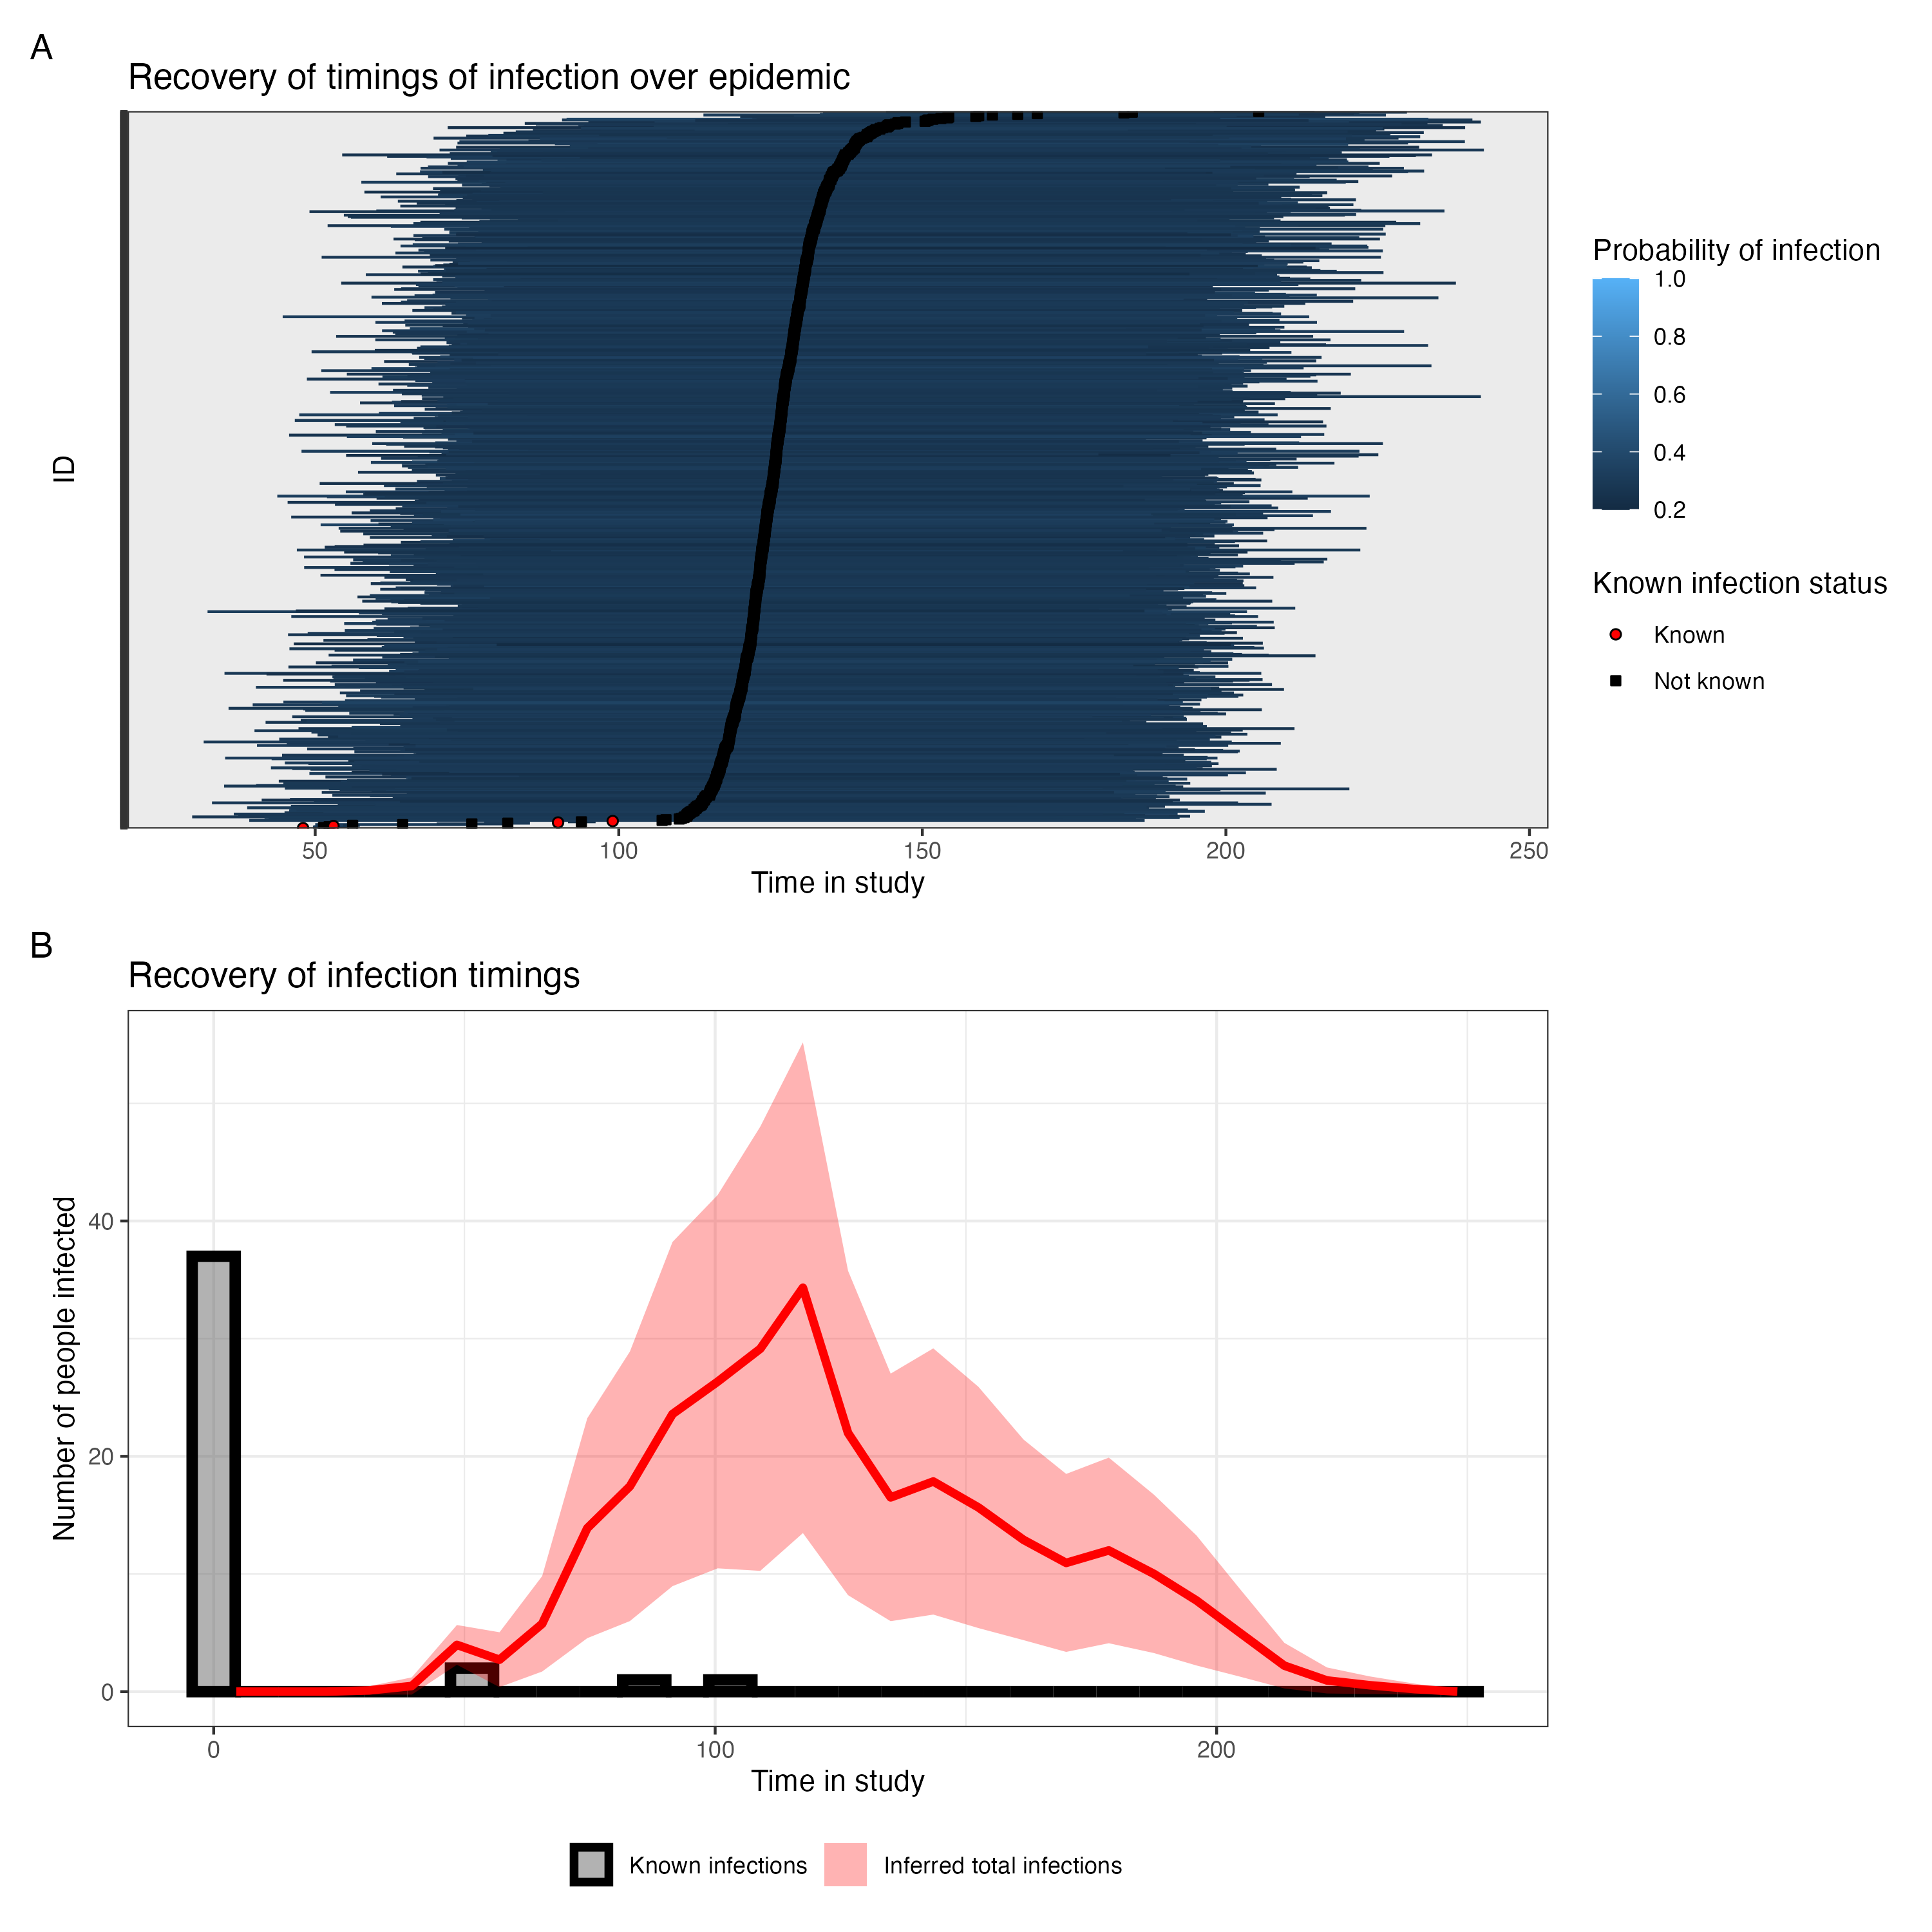 A
Recovery of timings of infection over epidemic
ID
50
100
150
200
250
Time in study
Probability of infection
1.0
0.8
0.6
0.4
0.2
Known infection status
Known
Not known
B
Recovery of infection timings
Number of people infected
40
20
0
0
100
200
Time in study
Known infections
Inferred total infections